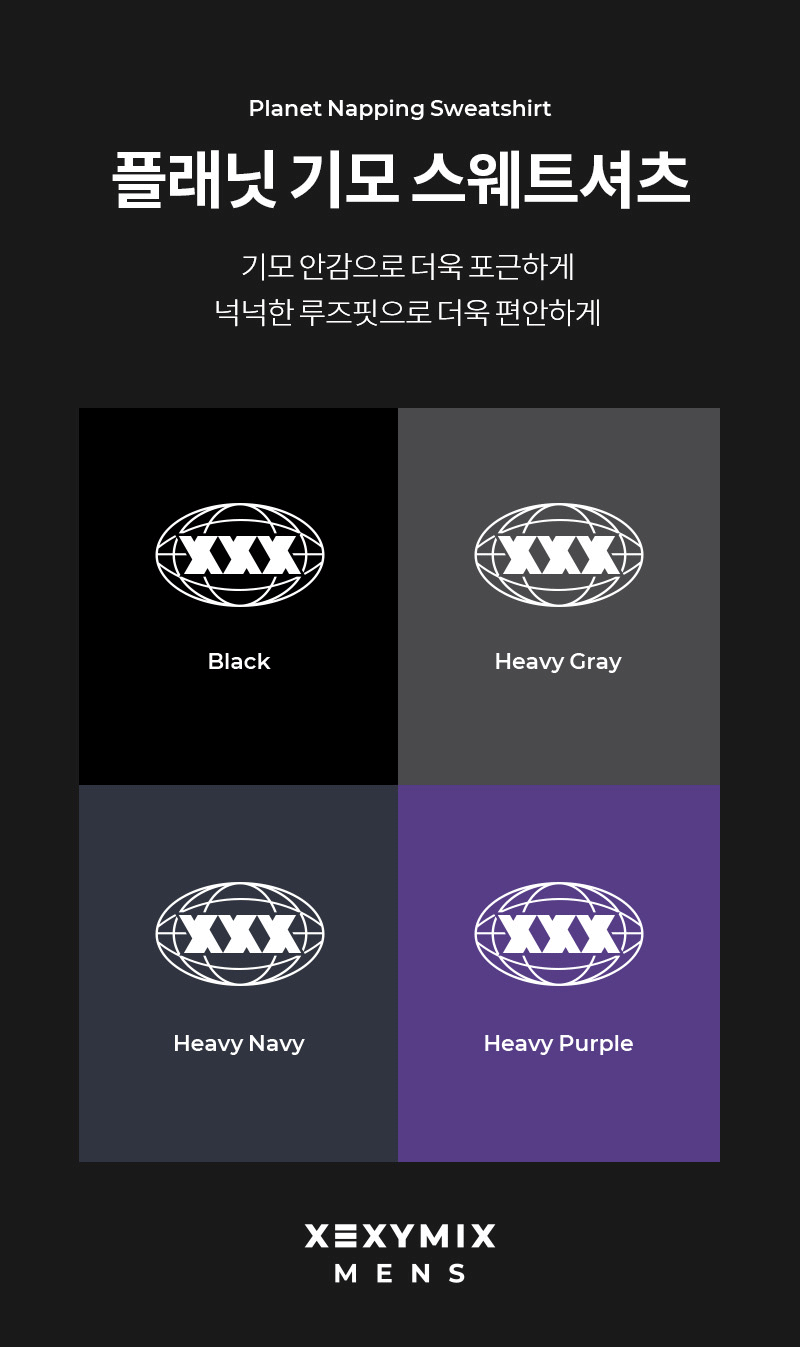 Planet Napping Sweatshirt
플래닛 기모 스웨트셔츠
기모 안감으로 더욱 포근하게
넉넉한 루즈핏으로 더욱 편안하게
XXX
Black
XXX
Heavy Gray
XXX
Heavy Navy
XXX
Heavy Purple
XEXYMIX
MENS